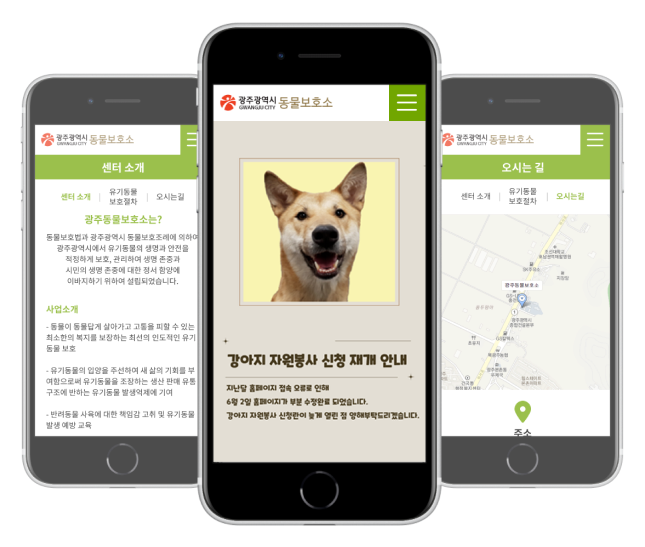 광주광역시 동물보호소
GWANGJU CITY
센터 소개
센터 소개
유기동물
보호절차
오시는길
광주동물보호소는?
동물보호법과 광주광역시 동물보호조례에 의하여
광주광역시에서 유기동물의 생명과 안전을
적정하게 보호, 관리하여 생명 존중과
시민의 생명 존중에 대한 정서 함양에
이바지하기 위하여 설립되었습니다.
사업소개
- 동물이 동물답게 살아가고 고통을 피할 수 있는
최소한의 복지를 보장하는 최선의 인도적인 유기
동물 보호
- 유기동물의 입양을 주선하여 새 삶의 기회를 부
여함으로써 유기동물을 조장하는 생산 판매 유통
구조에 반하는 유기동물 발생억제에 기여
- 반려동물 사육에 대한 책임감 고취 및 유기동물
발생 예방 교육
광주광역시 동물보호소
GWANGJU CITY
강아지 자원봉사 신청 재개 안내
지난달 홈페이지 접속 오류로 인해
6월 2일 홈페이지가 부분 수정완료 되었습니다.
강아지 자원봉사 신청란이 늦게 열린 점 양해부탁드리겠습니다.
광주광역시 동물보호소
GWANGJU CITY
오시는 길
센터 소개
유기동물
보호절차
오시는길
광주동물보호소
주소